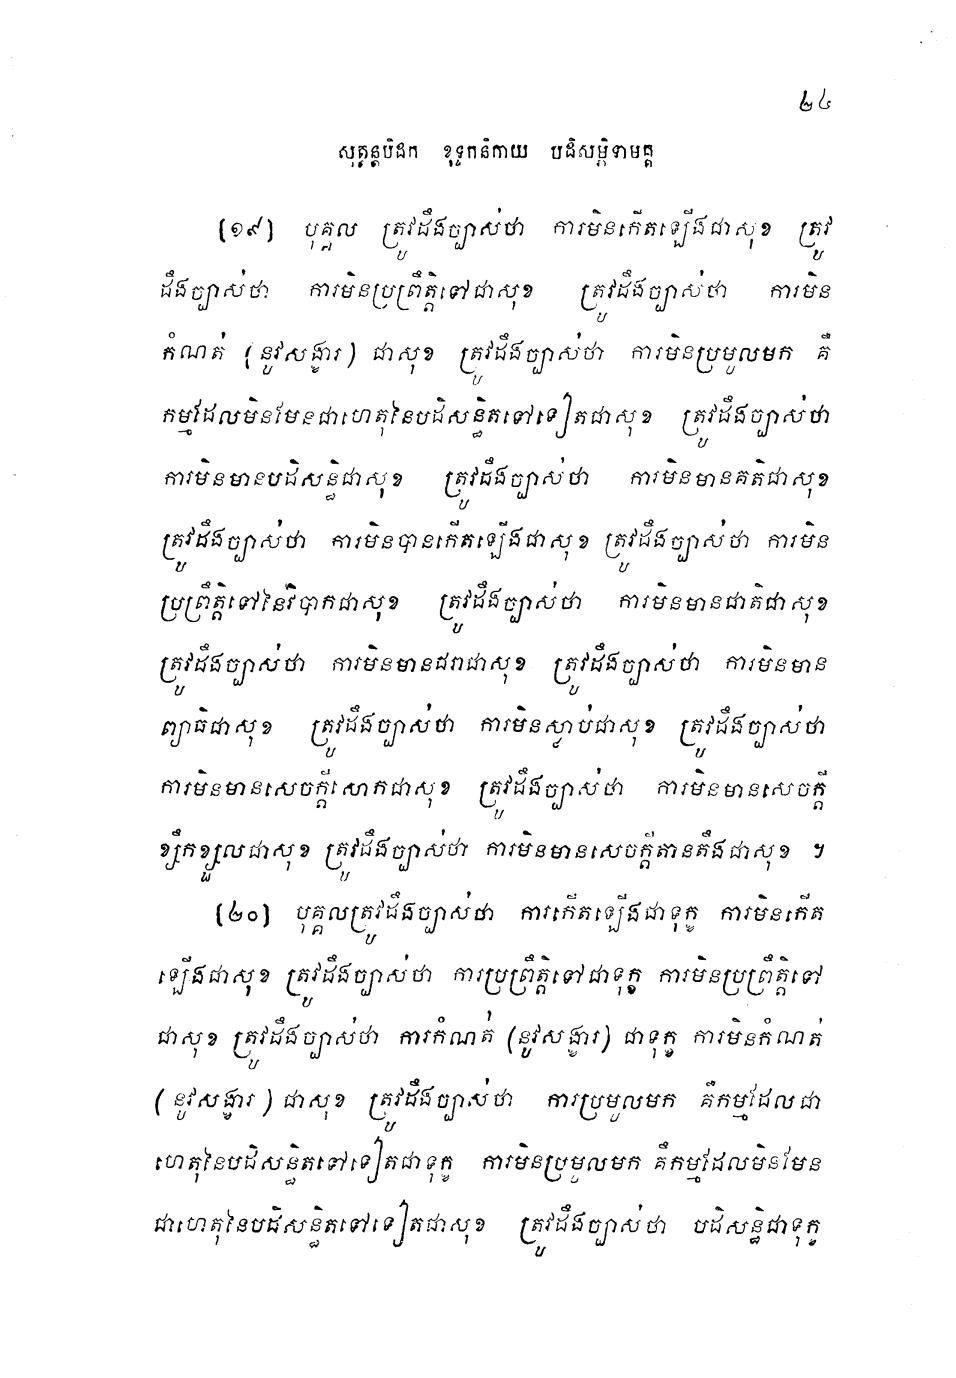 ២៤
សុត្តន្តបិដក ខុទ្ទកនិកាយ បដិសម្ភិទាមគ្គ
[១៩] បុគ្គល ត្រូវដឹងច្បាស់ថា ការមិនកើតឡើងជាសុខ ត្រូវ
ដឹងច្បាស់ថា ការមិនប្រព្រឹត្តិទៅជាសុខ ត្រូវដឹងច្បាស់ថា ការមិន
កំណត់ (នូវសង្ខារ) ជាសុខ ត្រូវដឹងច្បាស់ថា ការមិនប្រមូលមក គឺ
កម្មដែលមិនមែនជាហេតុនៃបដិសន្ធិតទៅទៀតជាសុខ ត្រូវដឹងច្បាស់ថា
ការមិនមានបដិសន្ធិជាសុខ ត្រូវដឹងច្បាស់ថា ការមិនមានគតិជាសុខ
ត្រូវដឹងច្បាស់ថា ការមិនបានកើតឡើងជាសុខ ត្រូវដឹងច្បាស់ថា ការមិន
ប្រព្រឹត្តិទៅនៃវិបាកជាសុខ ត្រូវដឹងច្បាស់ថា ការមិនមានជាតិជាសុខ
ត្រូវដឹងច្បាស់ថា ការមិនមានជរាជាសុខ ត្រូវដឹងច្បាស់ថា ការមិនមាន
ព្យាធិជាសុខ ត្រូវដឹងច្បាស់ថា ការមិនស្លាប់ជាសុខ ត្រូវដឹងច្បាស់ថា
ការមិនមានសេចក្តីសោកជាសុខ ត្រូវដឹងច្បាស់ថា ការមិនមានសេចក្តី
ខ្សឹកខ្សួលជាសុខ ត្រូវដឹងច្បាស់ថា ការមិនមានសេចក្តីតានតឹងជាសុខ ។
[២០] បុគ្គលត្រូវដឹងច្បាស់ថា ការកើតឡើងជាទុក្ខ ការមិនកើត
ឡើងជាសុខ ត្រូវដឹងច្បាស់ថា ការប្រព្រឹត្តិទៅជាទុក្ខ ការមិនប្រព្រឹត្តិទៅ
ជាសុខ ត្រូវដឹងច្បាស់ថា ការកំណត់ (នូវសង្ខារ) ជាទុក្ខ ការមិនកំណត់
(នូវសង្ខារ) ជាសុខ ត្រូវដឹងច្បាស់ថា ការប្រមូលមក គឺកម្មដែលជា
ហេតុនៃបដិសន្ធិតទៅទៀតជាទុក្ខ ការមិនប្រមូលមក គឺកម្មដែលមិនមែន
ជាហេតុនៃបដិសន្ធិតទៅទៀតជាសុខ ត្រូវដឹងច្បាស់ថា បដិសន្ធិជាទុក្ខ